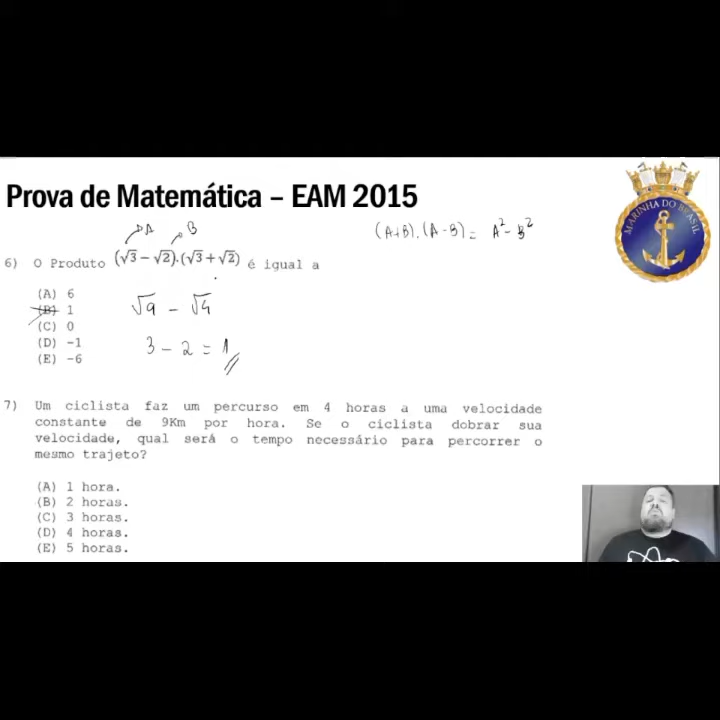 Prova de Matemática – EAM 2015
MARINHA DO BRASIL
A B
(A+B).(A-B) = A² - B²
6) O Produto (√3 − √2).(√3 + √2) é igual a
(A) 6
(B) 1
(C) 0
(D) -1
(E) -6
√9 − √4
3 − 2 = 1
7) Um ciclista faz um percurso em 4 horas a uma velocidade
constante de 9Km por hora. Se o ciclista dobrar sua
velocidade, qual será o tempo necessário para percorrer o
mesmo trajeto?
(A) 1 hora.
(B) 2 horas.
(C) 3 horas.
(D) 4 horas.
(E) 5 horas.